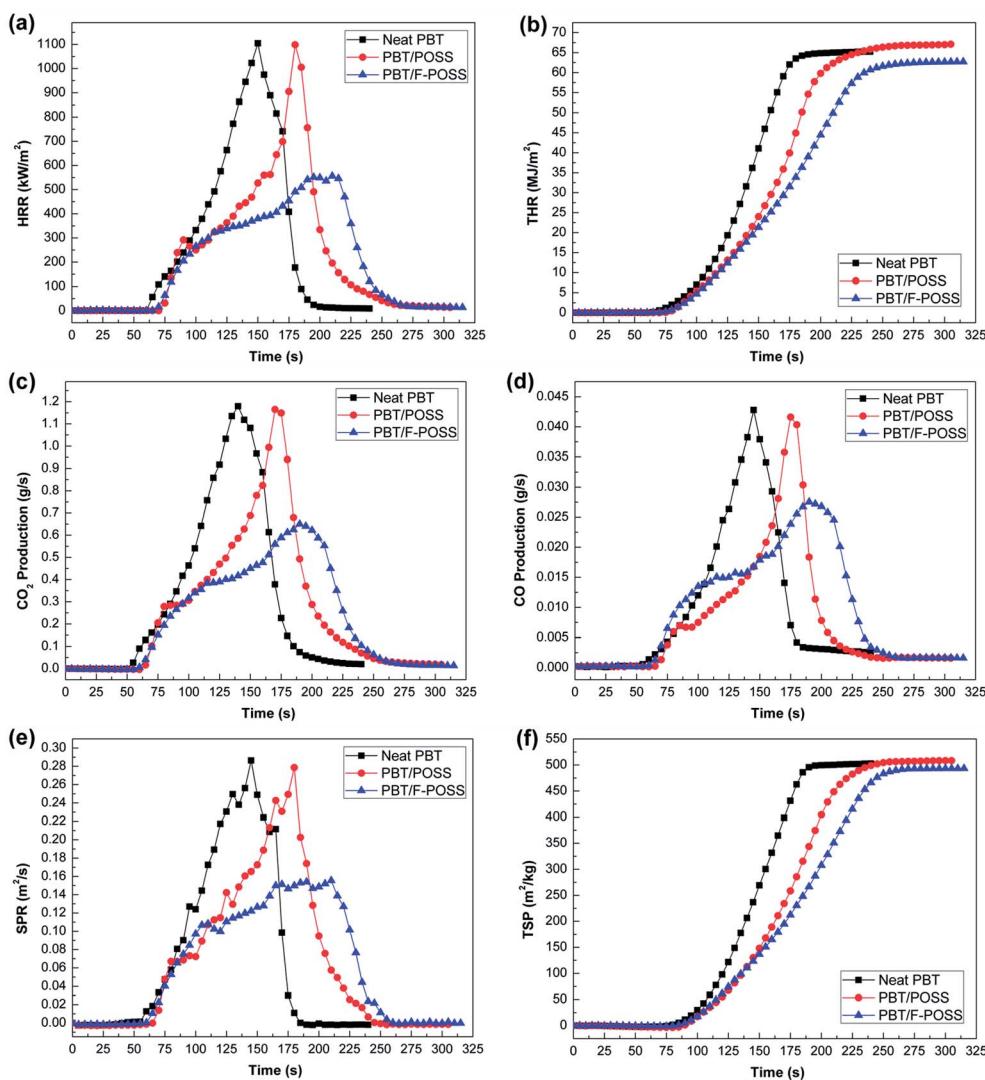 (a)
Neat PBT
PBT/POSS
PBT/F-POSS
HRR (kW/m²)
1100
1000
900
800
700
600
500
400
300
200
100
0
0 25 50 75 100 125 150 175 200 225 250 275 300 325
Time (s)
(b)
THR (MJ/m²)
75
70
65
60
55
50
45
40
35
30
25
20
15
10
5
0
Neat PBT
PBT/POSS
PBT/F-POSS
0 25 50 75 100 125 150 175 200 225 250 275 300 325
Time (s)
(c)
Neat PBT
PBT/POSS
PBT/F-POSS
CO₂ Production (g/s)
1.2
1.1
1.0
0.9
0.8
0.7
0.6
0.5
0.4
0.3
0.2
0.1
0.0
0 25 50 75 100 125 150 175 200 225 250 275 300 325
Time (s)
(d)
Neat PBT
PBT/POSS
PBT/F-POSS
CO Production (g/s)
0.045
0.040
0.035
0.030
0.025
0.020
0.015
0.010
0.005
0.000
0 25 50 75 100 125 150 175 200 225 250 275 300 325
Time (s)
(e)
Neat PBT
PBT/POSS
PBT/F-POSS
SPR (m²/s)
0.30
0.28
0.26
0.24
0.22
0.20
0.18
0.16
0.14
0.12
0.10
0.08
0.06
0.04
0.02
0.00
0 25 50 75 100 125 150 175 200 225 250 275 300 325
Time (s)
(f)
TSP (m²/kg)
550
500
450
400
350
300
250
200
150
100
50
0
Neat PBT
PBT/POSS
PBT/F-POSS
0 25 50 75 100 125 150 175 200 225 250 275 300 325
Time (s)